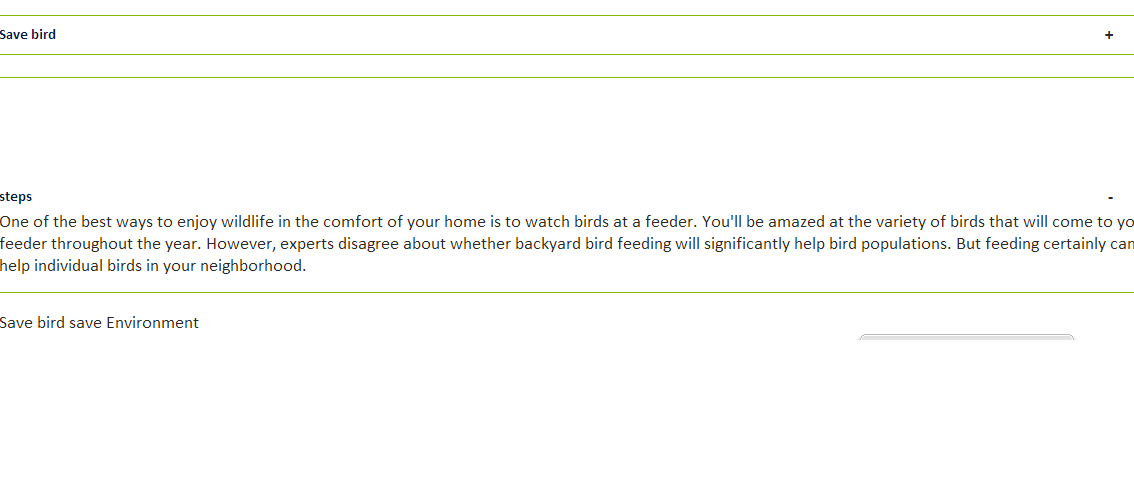 Save bird +
steps -
One of the best ways to enjoy wildlife in the comfort of your home is to watch birds at a feeder. You'll be amazed at the variety of birds that will come to yo
feeder throughout the year. However, experts disagree about whether backyard bird feeding will significantly help bird populations. But feeding certainly can
help individual birds in your neighborhood.
Save bird save Environment